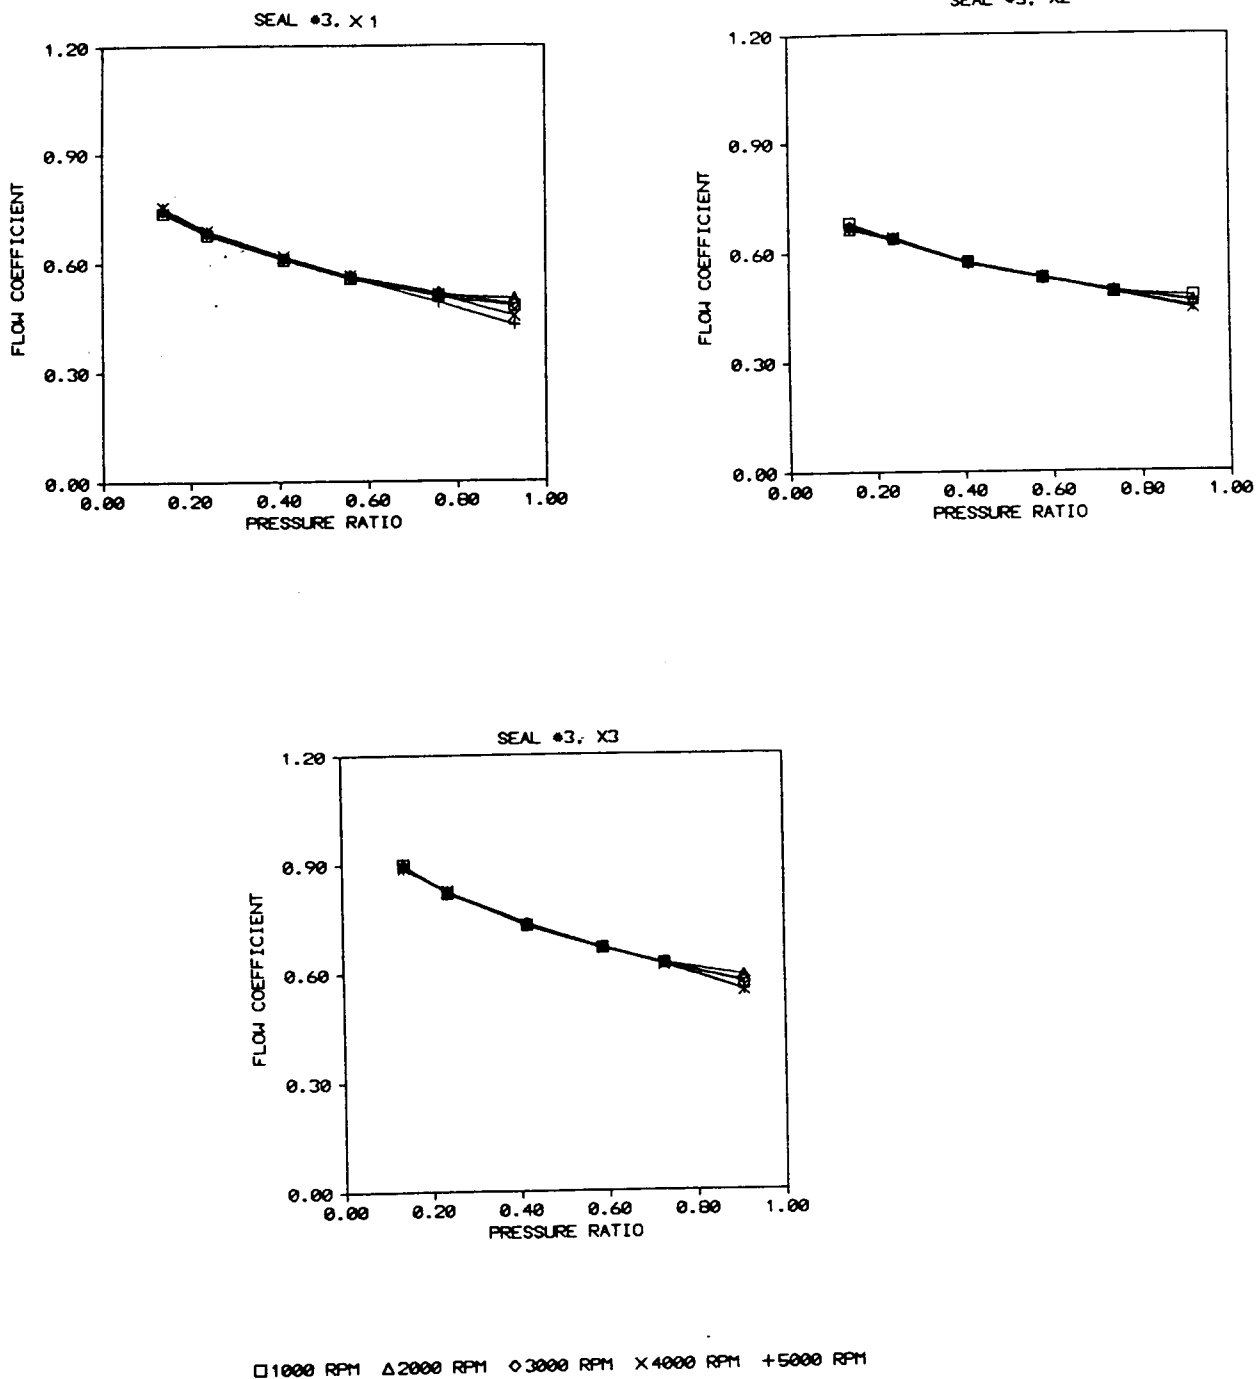 SEAL #3, X1
1.20
0.90
0.60
0.30
0.00
FLOW COEFFICIENT
0.00 0.20 0.40 0.60 0.80 1.00
PRESSURE RATIO
SEAL #3, X2
1.20
0.90
0.60
0.30
0.00
FLOW COEFFICIENT
0.00 0.20 0.40 0.60 0.80 1.00
PRESSURE RATIO
SEAL #3, X3
1.20
0.90
0.60
0.30
0.00
FLOW COEFFICIENT
0.00 0.20 0.40 0.60 0.80 1.00
PRESSURE RATIO
□1000 RPM △2000 RPM ◇3000 RPM ×4000 RPM +5000 RPM